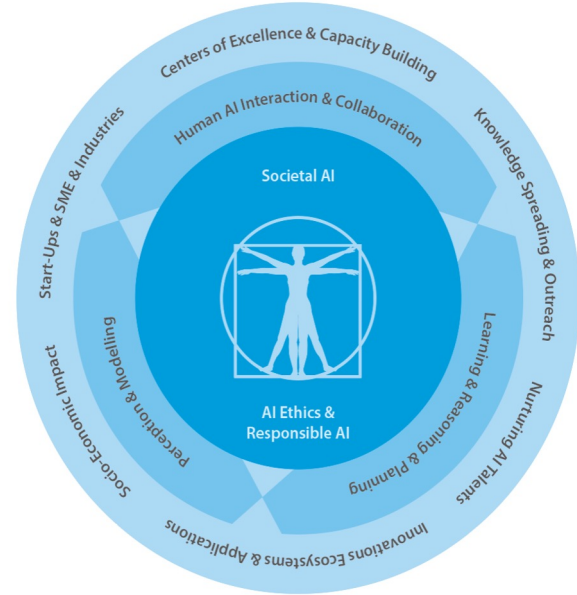 Centers of Excellence & Capacity Building
Knowledge Spreading & Outreach
Nurturing AI Talents
Innovations Ecosystems & Applications
Socio-Economic Impact
Start-Ups & SME & Industries
Human AI Interaction & Collaboration
Learning & Reasoning & Planning
Perception & Modelling
Societal AI
AI Ethics &
Responsible AI